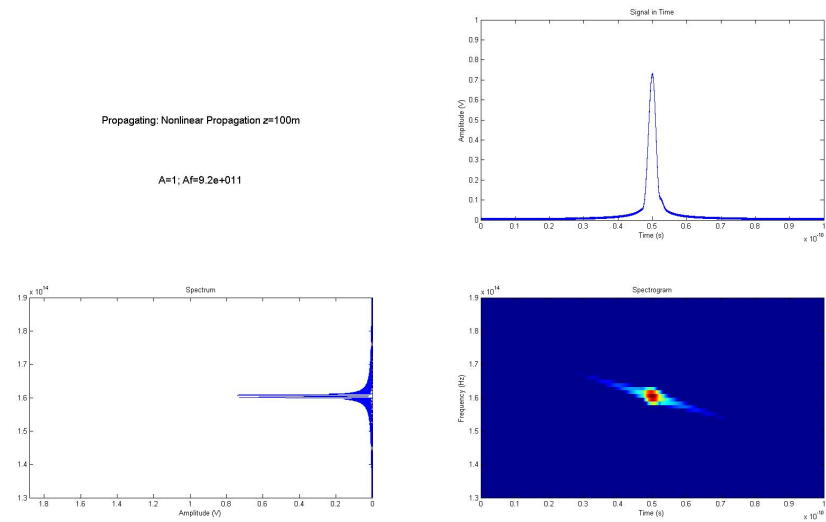 Signal in Time
1
0.9
0.8
0.7
0.6
0.5
0.4
0.3
0.2
0.1
0
Amplitude (V)
0 0.1 0.2 0.3 0.4 0.5 0.6 0.7 0.8 0.9 1
Time (s)
x 10^-10
Propagating: Nonlinear Propagation z=100m
A=1; Af=9.2e+011
Spectrum
x 10^14
1.9
1.8
1.7
1.6
1.5
1.4
1.3
1.8 1.6 1.4 1.2 1 0.8 0.6 0.4 0.2 0
Amplitude (V)
Spectrogram
x 10^14
1.9
1.8
1.7
1.6
1.5
1.4
1.3
Frequency (Hz)
0 0.1 0.2 0.3 0.4 0.5 0.6 0.7 0.8 0.9 1
Time (s)
x 10^-10